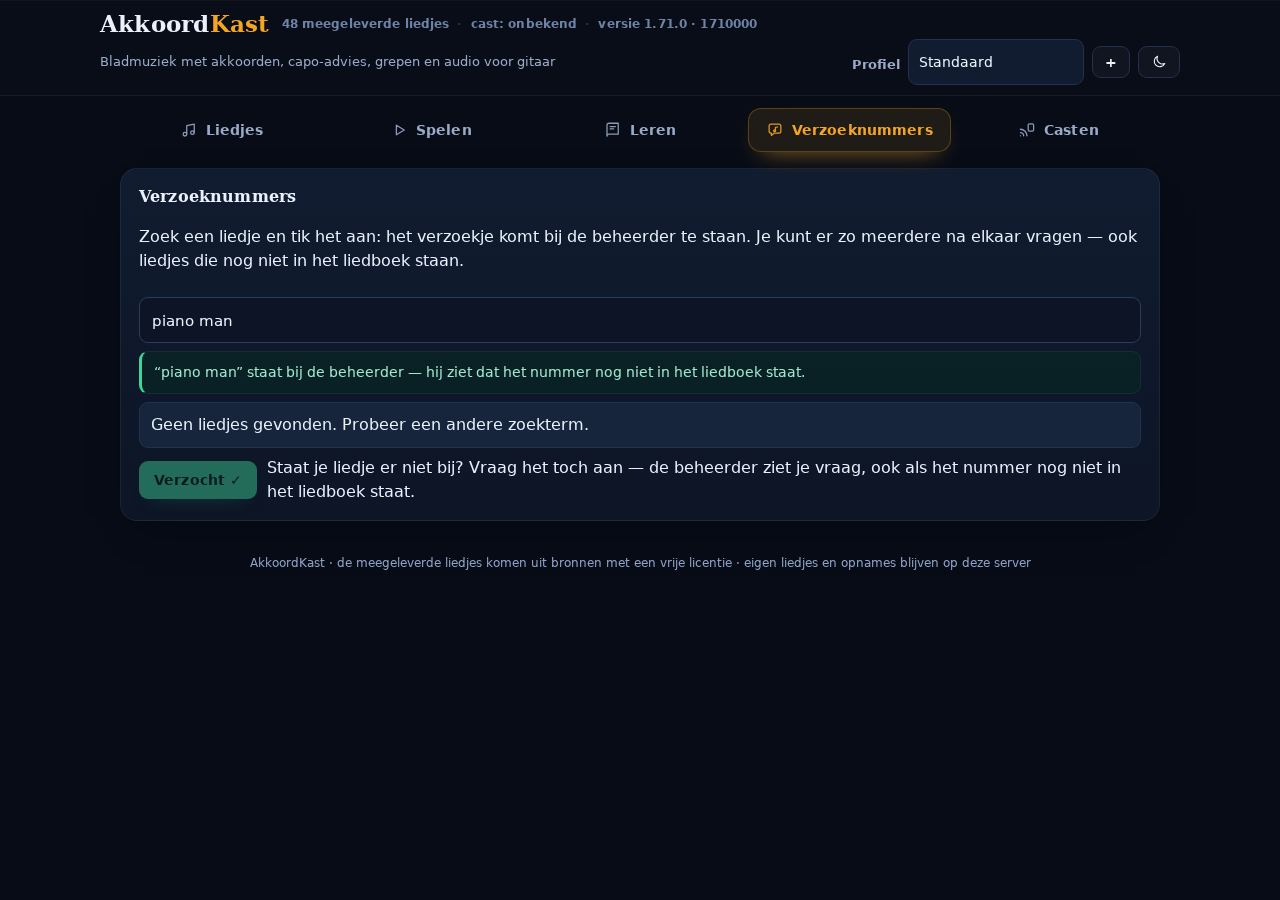 AkkoordKast 48 meegeleverde liedjes · cast: onbekend · versie 1.71.0 · 1710000
Bladmuziek met akkoorden, capo-advies, grepen en audio voor gitaar
Profiel Standaard +
Liedjes Spelen Leren Verzoeknummers Casten
Verzoeknummers
Zoek een liedje en tik het aan: het verzoekje komt bij de beheerder te staan. Je kunt er zo meerdere na elkaar vragen — ook
liedjes die nog niet in het liedboek staan.
piano man
“piano man” staat bij de beheerder — hij ziet dat het nummer nog niet in het liedboek staat.
Geen liedjes gevonden. Probeer een andere zoekterm.
Verzocht ✓
Staat je liedje er niet bij? Vraag het toch aan — de beheerder ziet je vraag, ook als het nummer nog niet in
het liedboek staat.
AkkoordKast · de meegeleverde liedjes komen uit bronnen met een vrije licentie · eigen liedjes en opnames blijven op deze server